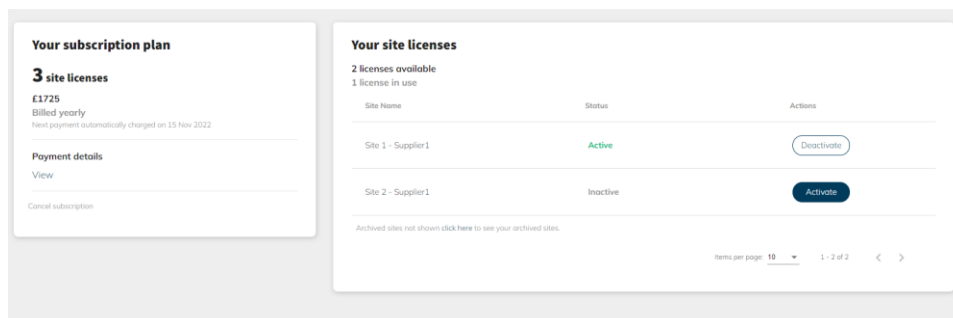 Your subscription plan
3 site licenses
£1725
Billed yearly
Next payment automatically charged on 15 Nov 2022
Payment details
View
Cancel subscription
Your site licenses
2 licenses available
1 license in use
Site Name Status Actions
Site 1 - Supplier1 Active Deactivate
Site 2 - Supplier1 Inactive Activate
Archived sites not shown click here to see your archived sites.
Items per page: 10 1 - 2 of 2